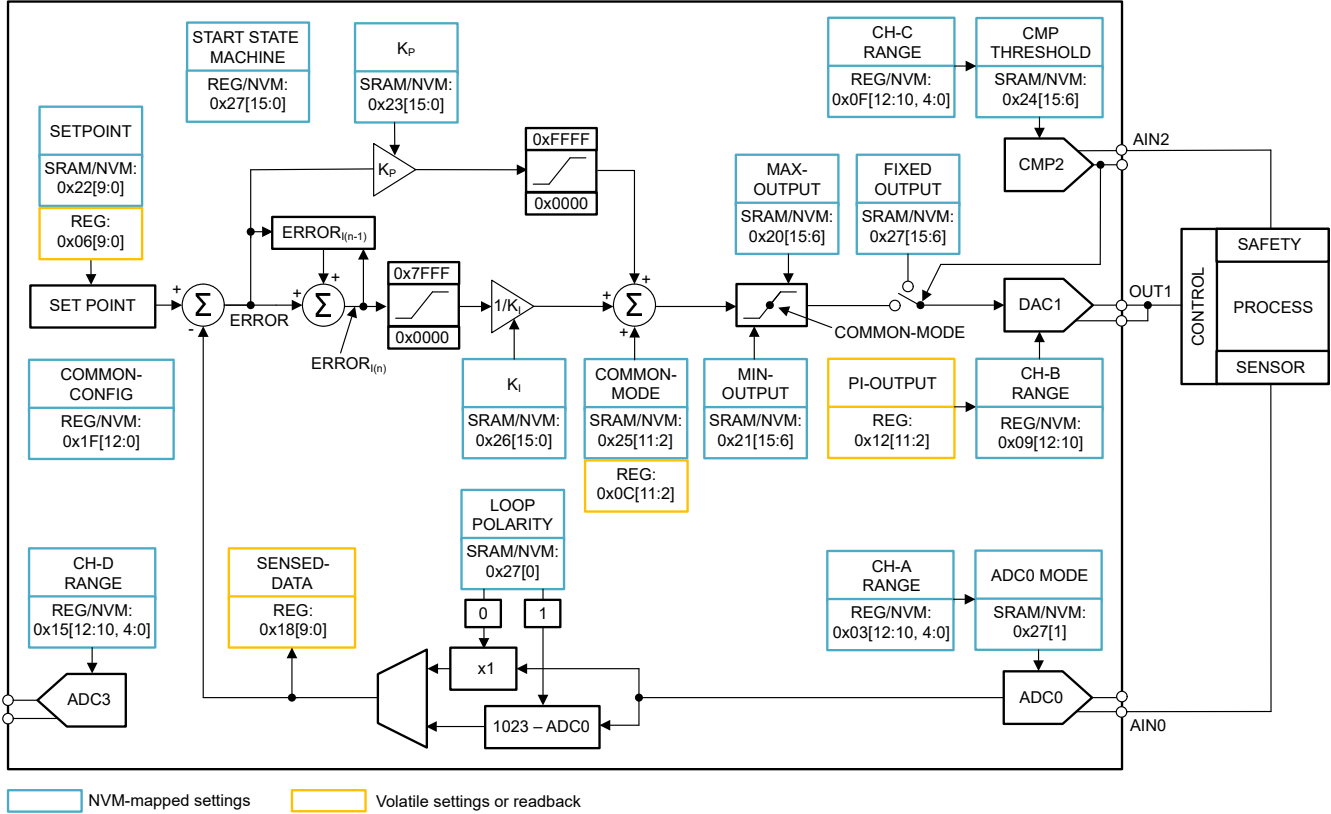 START STATE
MACHINE
REG/NVM:
0x27[15:0]
KP
SRAM/NVM:
0x23[15:0]
CH-C
RANGE
REG/NVM:
0x0F[12:10, 4:0]
CMP
THRESHOLD
SRAM/NVM:
0x24[15:6]
SETPOINT
SRAM/NVM:
0x22[9:0]
REG:
0x06[9:0]
KP
0xFFFF
0x0000
MAX-
OUTPUT
SRAM/NVM:
0x20[15:6]
FIXED
OUTPUT
SRAM/NVM:
0x27[15:6]
CMP2
AIN2
ERRORI(n-1)
+
+
0x7FFF
0x0000
SET POINT
+
-
Σ
ERROR
Σ
ERRORI(n)
1/KI
+
+
+
Σ
COMMON-MODE
DAC1
OUT1
CONTROL
SAFETY
PROCESS
SENSOR
COMMON-
CONFIG
REG/NVM:
0x1F[12:0]
KI
SRAM/NVM:
0x26[15:0]
COMMON-
MODE
SRAM/NVM:
0x25[11:2]
REG:
0x0C[11:2]
MIN-
OUTPUT
SRAM/NVM:
0x21[15:6]
PI-OUTPUT
REG:
0x12[11:2]
CH-B
RANGE
REG/NVM:
0x09[12:10]
CH-D
RANGE
REG/NVM:
0x15[12:10, 4:0]
SENSED-
DATA
REG:
0x18[9:0]
LOOP
POLARITY
SRAM/NVM:
0x27[0]
0
1
CH-A
RANGE
REG/NVM:
0x03[12:10, 4:0]
ADC0 MODE
SRAM/NVM:
0x27[1]
ADC3
x1
1023 – ADC0
ADC0
AIN0
NVM-mapped settings
Volatile settings or readback